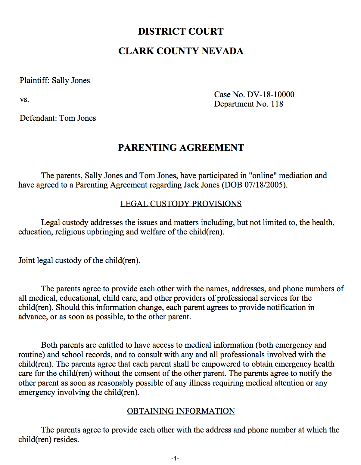 DISTRICT COURT
CLARK COUNTY NEVADA
Plaintiff: Sally Jones
vs.
Case No. DV-18-10000
Department No. 118
Defendant: Tom Jones
PARENTING AGREEMENT
The parents, Sally Jones and Tom Jones, have participated in "online" mediation and
have agreed to a Parenting Agreement regarding Jack Jones (DOB 07/18/2005).
LEGAL CUSTODY PROVISIONS
Legal custody addresses the issues and matters including, but not limited to, the health,
education, religious upbringing and welfare of the child(ren).
Joint legal custody of the child(ren).
The parents agree to provide each other with the names, addresses, and phone numbers of
all medical, educational, child care, and other providers of professional services for the
child(ren). Should this information change, each parent agrees to provide notification in
advance, or as soon as possible, to the other parent.
Both parents are entitled to have access to medical information (both emergency and
routine) and school records, and to consult with any and all professionals involved with the
child(ren). The parents agree that each parent shall be empowered to obtain emergency health
care for the child(ren) without the consent of the other parent. The parents agree to notify the
other parent as soon as reasonably possible of any illness requiring medical attention or any
emergency involving the child(ren).
OBTAINING INFORMATION
The parents agree to provide each other with the address and phone number at which the
child(ren) resides.
-1-